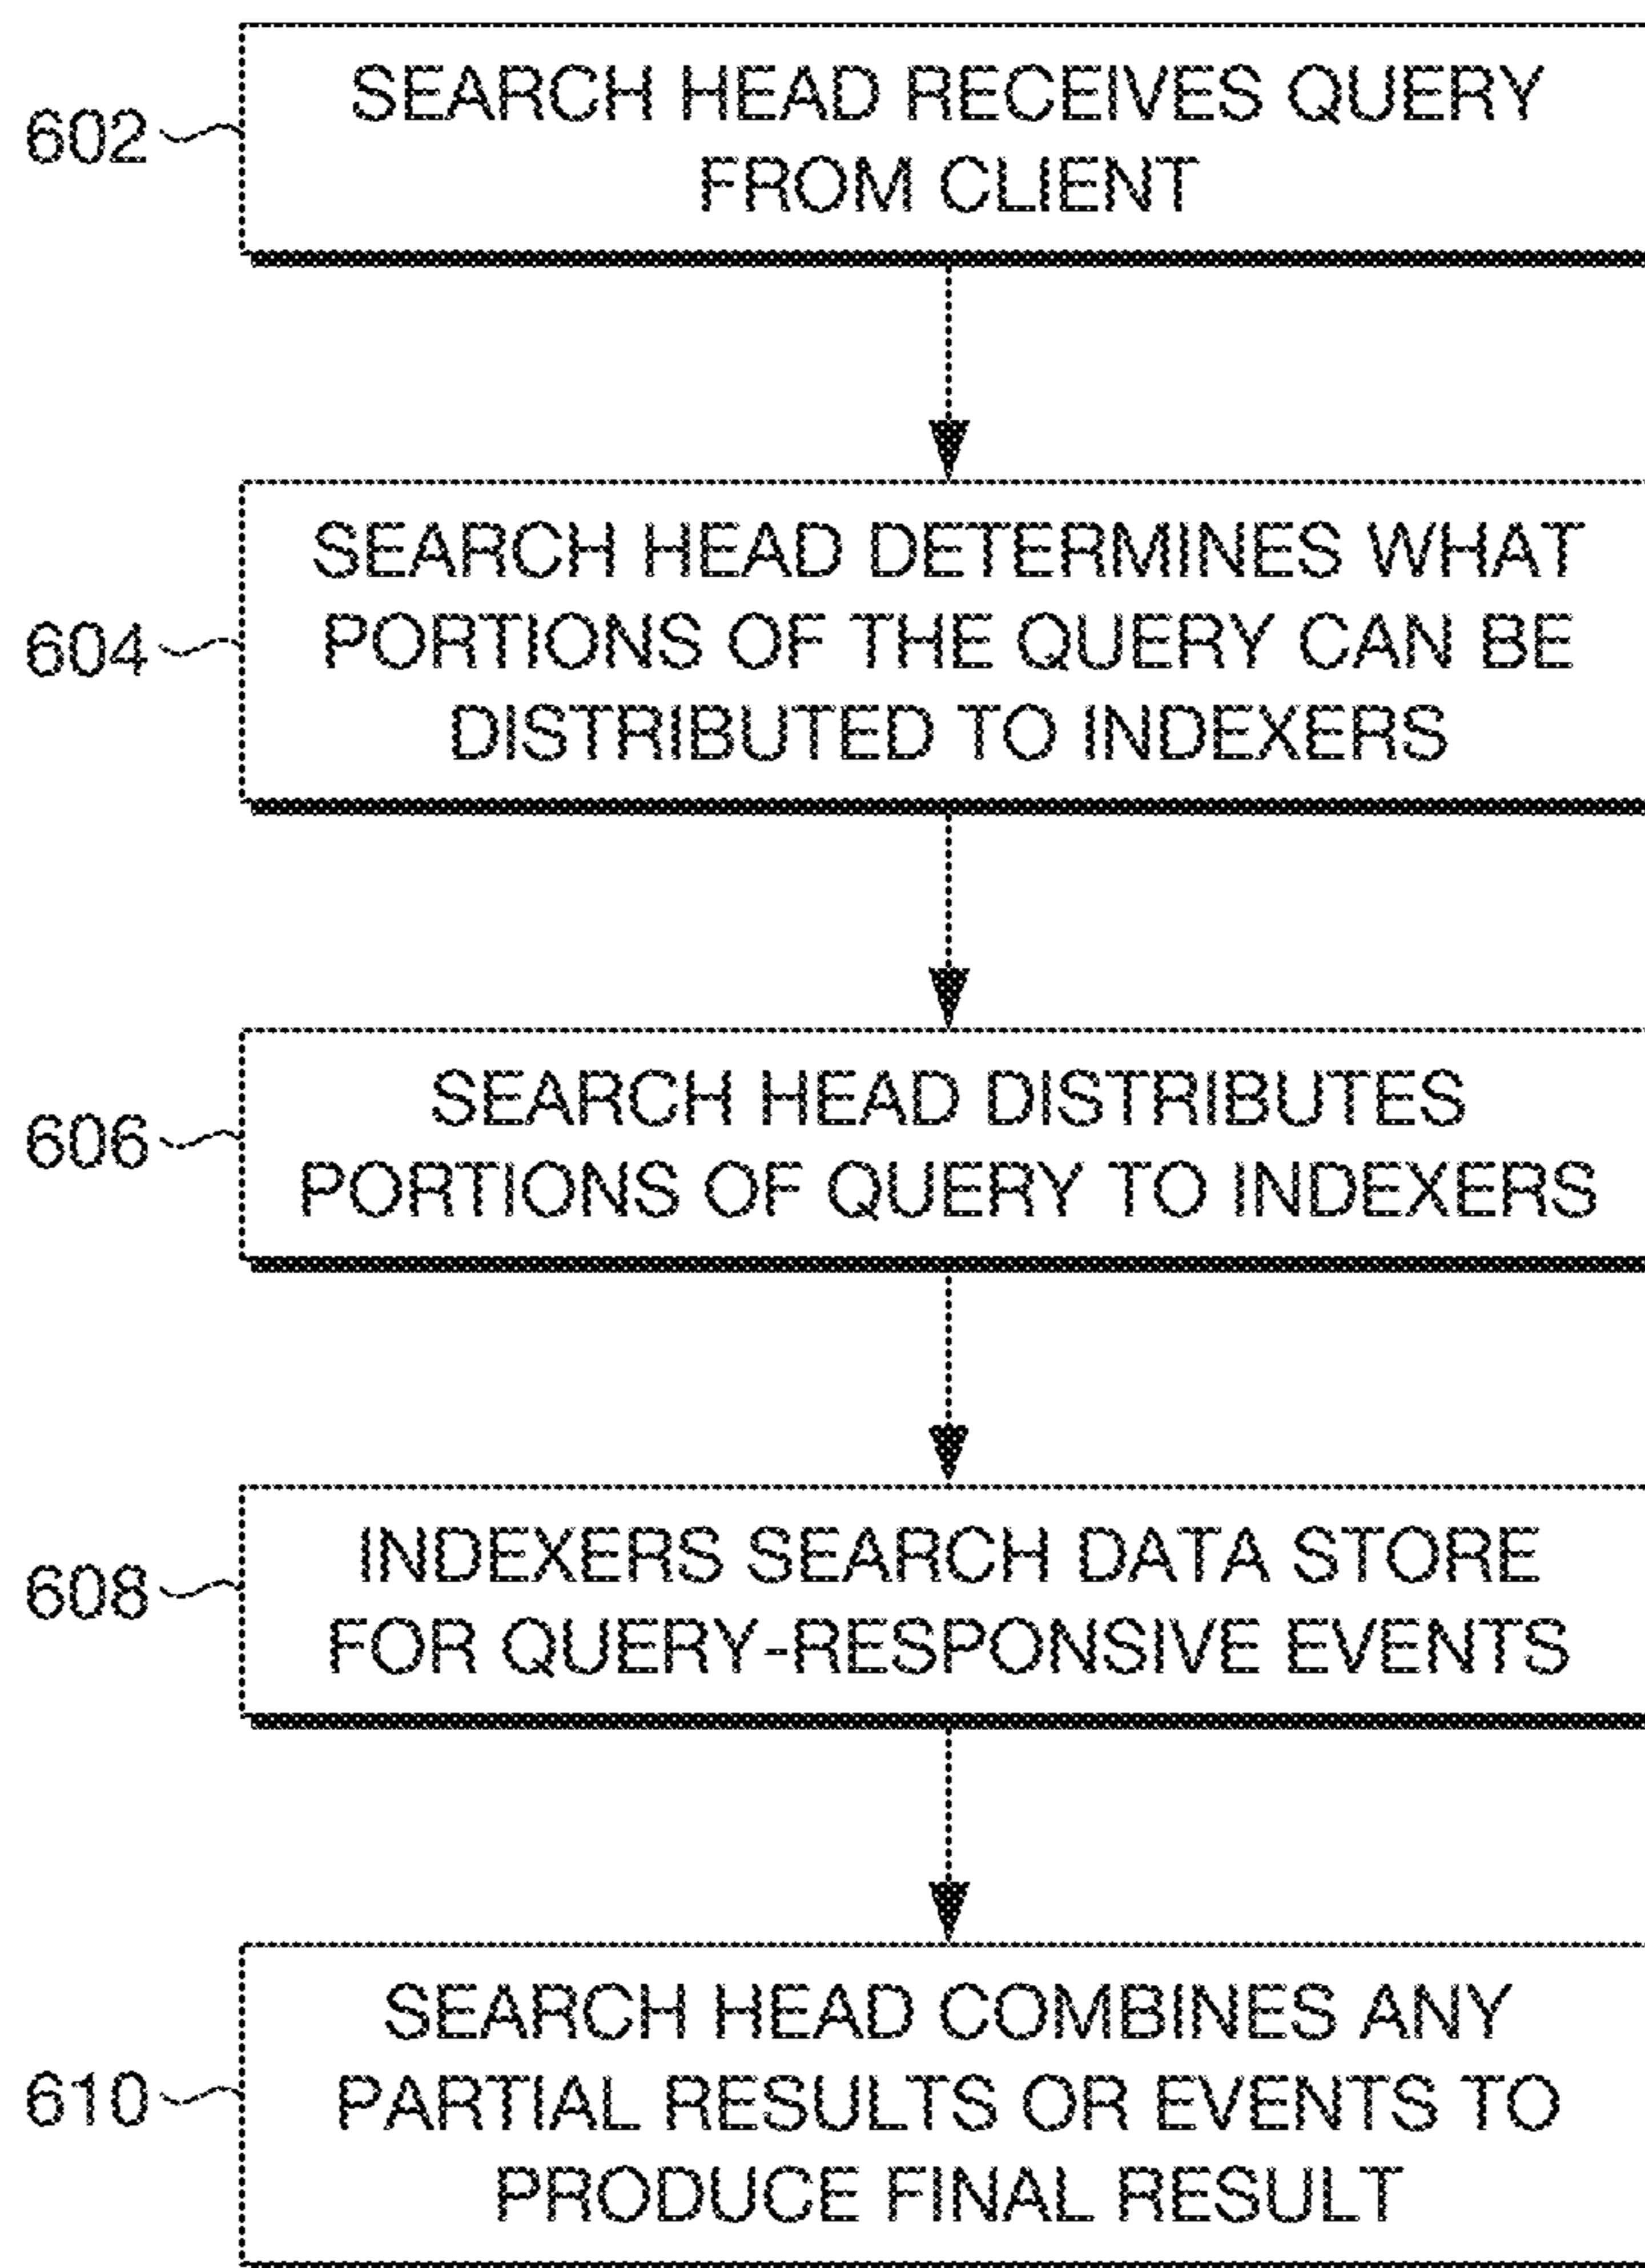 602
SEARCH HEAD RECEIVES QUERY
FROM CLIENT
604
SEARCH HEAD DETERMINES WHAT
PORTIONS OF THE QUERY CAN BE
DISTRIBUTED TO INDEXERS
606
SEARCH HEAD DISTRIBUTES
PORTIONS OF QUERY TO INDEXERS
608
INDEXERS SEARCH DATA STORE
FOR QUERY-RESPONSIVE EVENTS
610
SEARCH HEAD COMBINES ANY
PARTIAL RESULTS OR EVENTS TO
PRODUCE FINAL RESULT